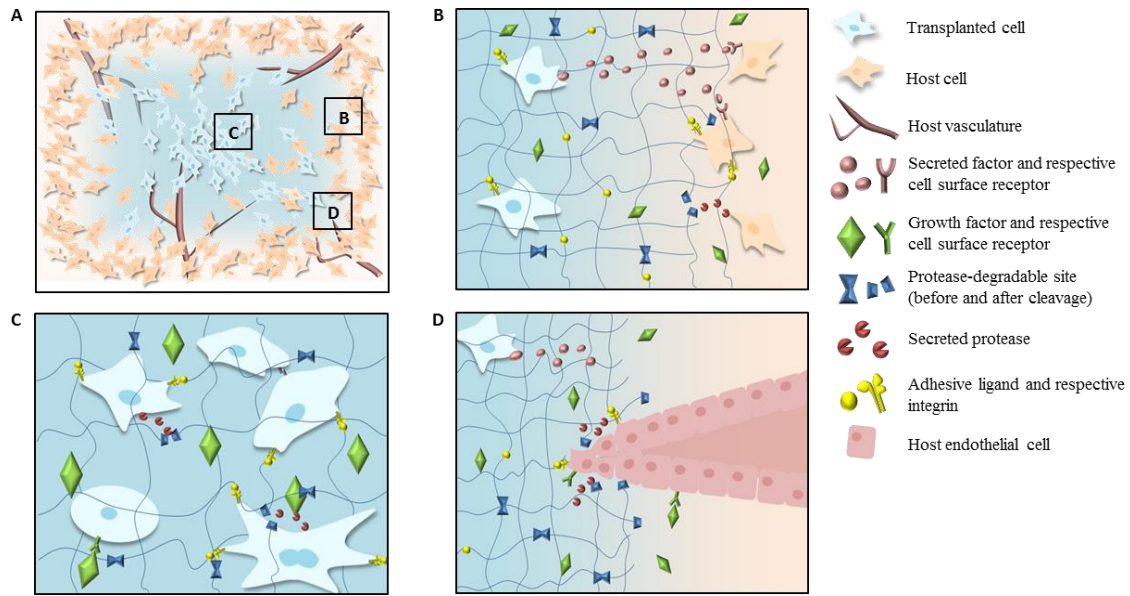 A
B
C
D
B
C
D
Transplanted cell
Host cell
Host vasculature
Secreted factor and respective
cell surface receptor
Growth factor and respective
cell surface receptor
Protease-degradable site
(before and after cleavage)
Secreted protease
Adhesive ligand and respective
integrin
Host endothelial cell